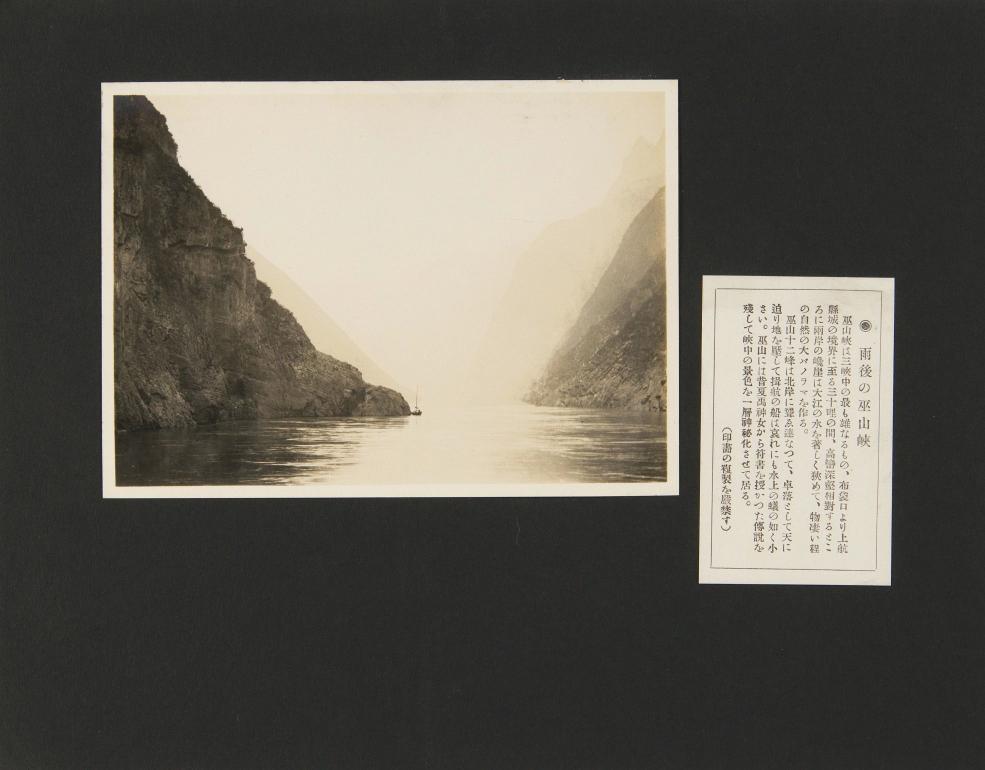 ◉ 雨後の巫山峽
巫山峽は三峽中の最も雄なるもの、布袋口より上航
縣城の境界に至る三十哩の間、高巒深壑相對するとこ
ろに兩岸の巉崖は大江の水を著しく狹めて、物凄い程
の自然の大パノラマを作る。
巫山十二峰は北岸に聳え連なつて、卓落として天に
迫り地を壓して揖航の船は哀れにも水上の蟻の如く小
さい。巫山には昔夏禹神女から符書を授かつた傳說を
殘して峽中の景色を一層神祕化させて居る。
（印畵の複製を嚴禁す）